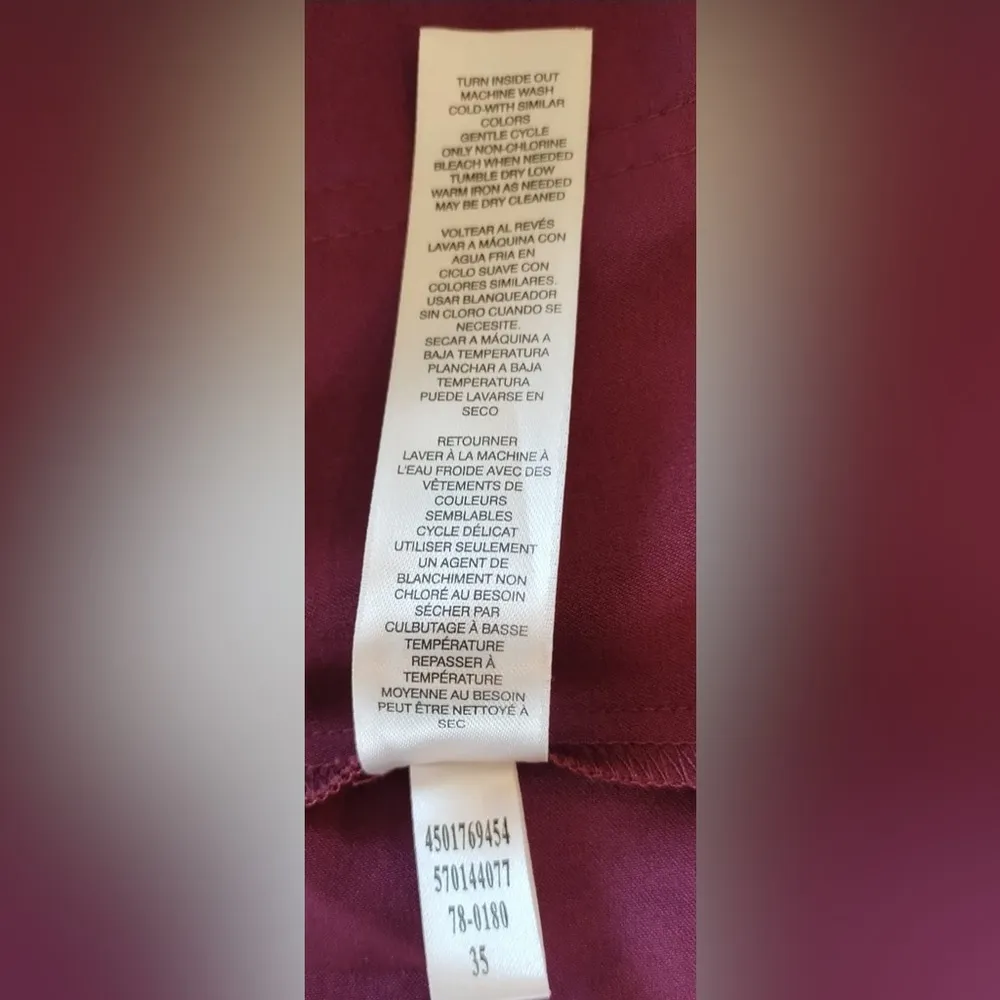 TURN INSIDE OUT
MACHINE WASH
COLD-WITH SIMILAR
COLORS
GENTLE CYCLE
ONLY NON-CHLORINE
BLEACH WHEN NEEDED
TUMBLE DRY LOW
WARM IRON AS NEEDED
MAY BE DRY CLEANED
VOLTEAR AL REVÉS
LAVAR A MÁQUINA CON
AGUA FRIA EN
CICLO SUAVE CON
COLORES SIMILARES.
USAR BLANQUEADOR
SIN CLORO CUANDO SE
NECESITE.
SECAR A MÁQUINA A
BAJA TEMPERATURA
PLANCHAR A BAJA
TEMPERATURA
PUEDE LAVARSE EN
SECO
RETOURNER
LAVER À LA MACHINE À
L'EAU FROIDE AVEC DES
VÊTEMENTS DE
COULEURS
SEMBLABLES
CYCLE DÉLICAT
UTILISER SEULEMENT
UN AGENT DE
BLANCHIMENT NON
CHLORÉ AU BESOIN
SÉCHER PAR
CULBUTAGE À BASSE
TEMPÉRATURE
REPASSER À
TEMPÉRATURE
MOYENNE AU BESOIN
PEUT ÊTRE NETTOYÉ À
SEC
4501769454
570144077
78-0180
35